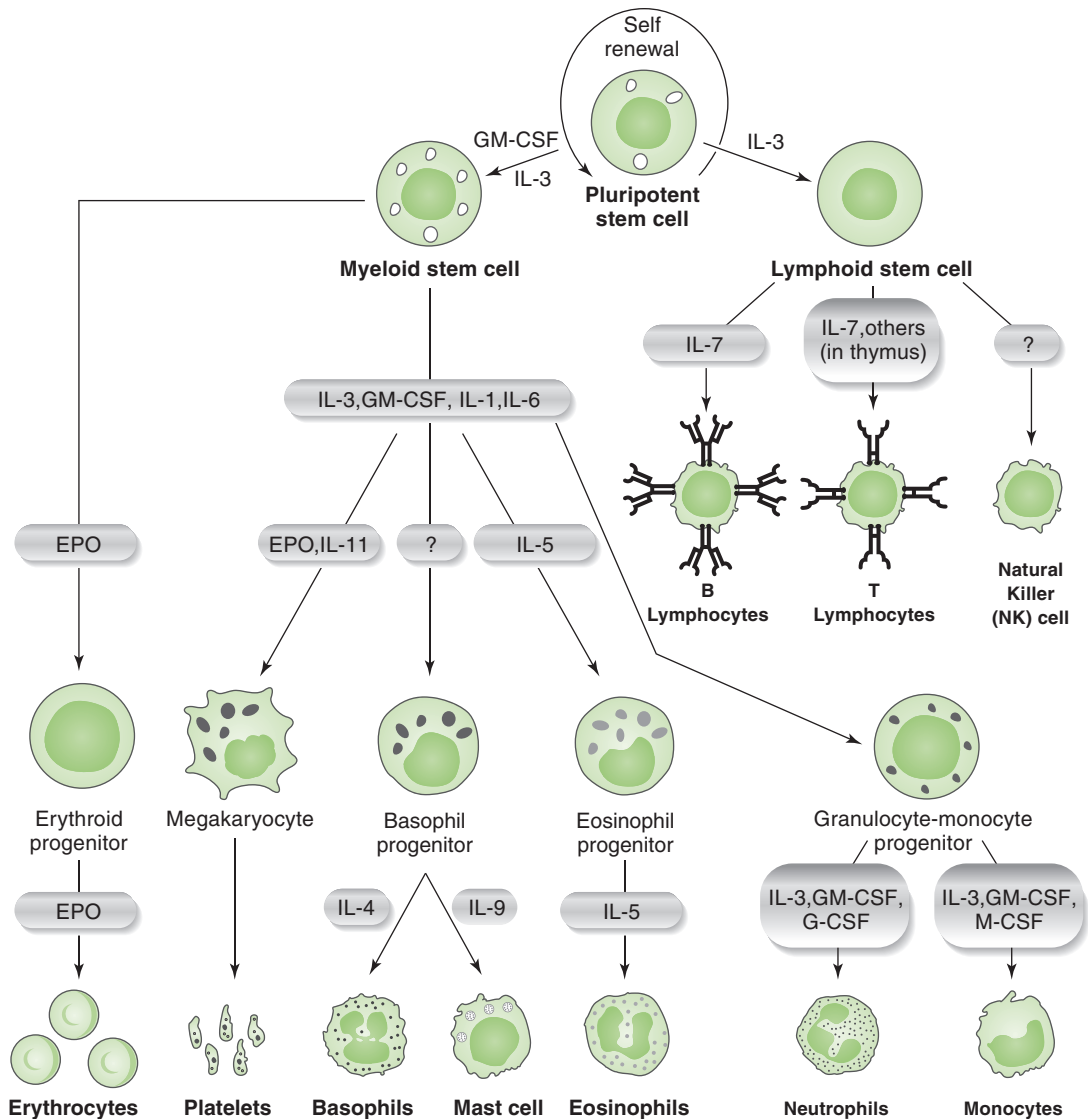 Self
renewal
GM-CSF
IL-3
IL-3
Pluripotent
stem cell
Myeloid stem cell
Lymphoid stem cell
IL-7
IL-7,others
(in thymus)
?
IL-3,GM-CSF, IL-1,IL-6
EPO
EPO,IL-11
?
IL-5
B
Lymphocytes
T
Lymphocytes
Natural
Killer
(NK) cell
Erythroid
progenitor
Megakaryocyte
Basophil
progenitor
Eosinophil
progenitor
Granulocyte-monocyte
progenitor
EPO
IL-4
IL-9
IL-5
IL-3,GM-CSF,
G-CSF
IL-3,GM-CSF,
M-CSF
Erythrocytes
Platelets
Basophils
Mast cell
Eosinophils
Neutrophils
Monocytes